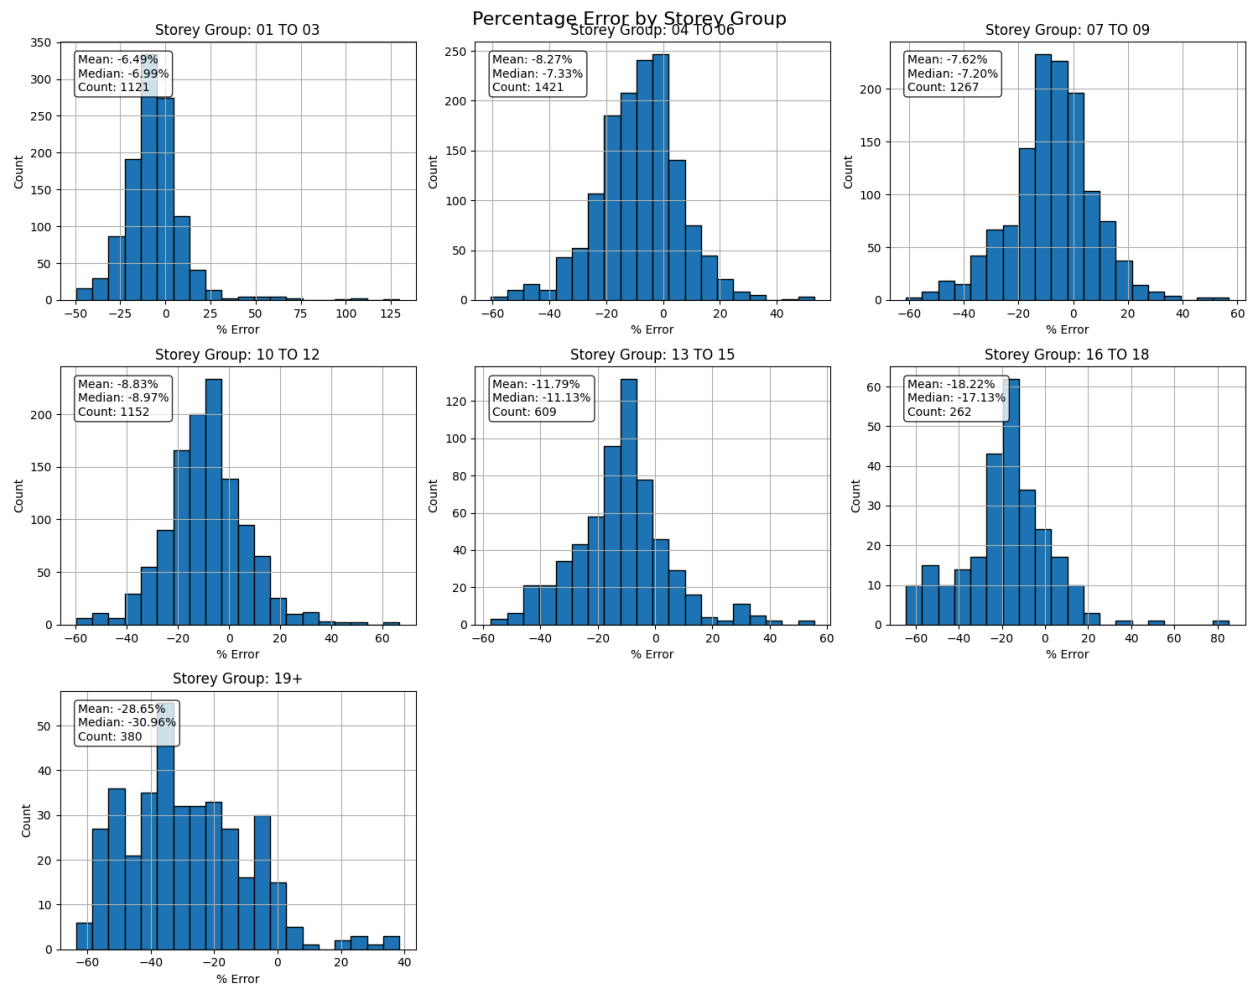 Percentage Error by Storey Group
Storey Group: 01 TO 03
Mean: -6.49%
Median: -6.99%
Count: 1121
350
300
250
200
150
100
50
0
Count
−50 −25 0 25 50 75 100 125
% Error
Storey Group: 04 TO 06
Mean: -8.27%
Median: -7.33%
Count: 1421
250
200
150
100
50
0
Count
−60 −40 −20 0 20 40
% Error
Storey Group: 07 TO 09
Mean: -7.62%
Median: -7.20%
Count: 1267
200
150
100
50
0
Count
−60 −40 −20 0 20 40 60
% Error
Storey Group: 10 TO 12
Mean: -8.83%
Median: -8.97%
Count: 1152
200
150
100
50
0
Count
−60 −40 −20 0 20 40 60
% Error
Storey Group: 13 TO 15
Mean: -11.79%
Median: -11.13%
Count: 609
120
100
80
60
40
20
0
Count
−60 −40 −20 0 20 40 60
% Error
Storey Group: 16 TO 18
Mean: -18.22%
Median: -17.13%
Count: 262
60
50
40
30
20
10
0
Count
−60 −40 −20 0 20 40 60 80
% Error
Storey Group: 19+
Mean: -28.65%
Median: -30.96%
Count: 380
50
40
30
20
10
0
Count
−60 −40 −20 0 20 40
% Error